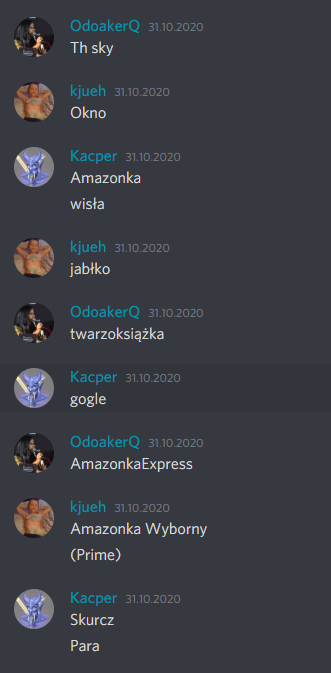 OdoakerQ 31.10.2020
Th sky
kjueh 31.10.2020
Okno
Kacper 31.10.2020
Amazonka
wisła
kjueh 31.10.2020
jabłko
OdoakerQ 31.10.2020
twarzoksiążka
Kacper 31.10.2020
gogle
OdoakerQ 31.10.2020
AmazonkaExpress
kjueh 31.10.2020
Amazonka Wyborny
(Prime)
Kacper 31.10.2020
Skurcz
Para